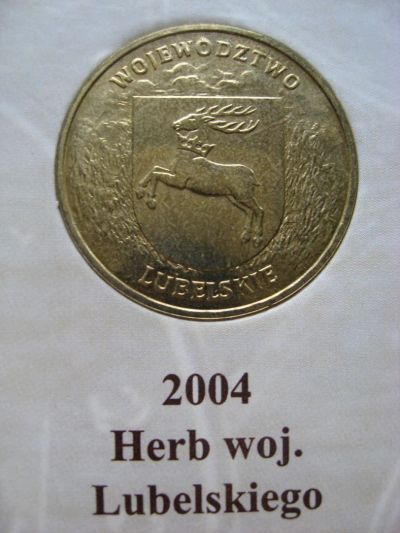 WOJEWÓDZTWO
LUBELSKIE
2004
Herb woj.
Lubelskiego